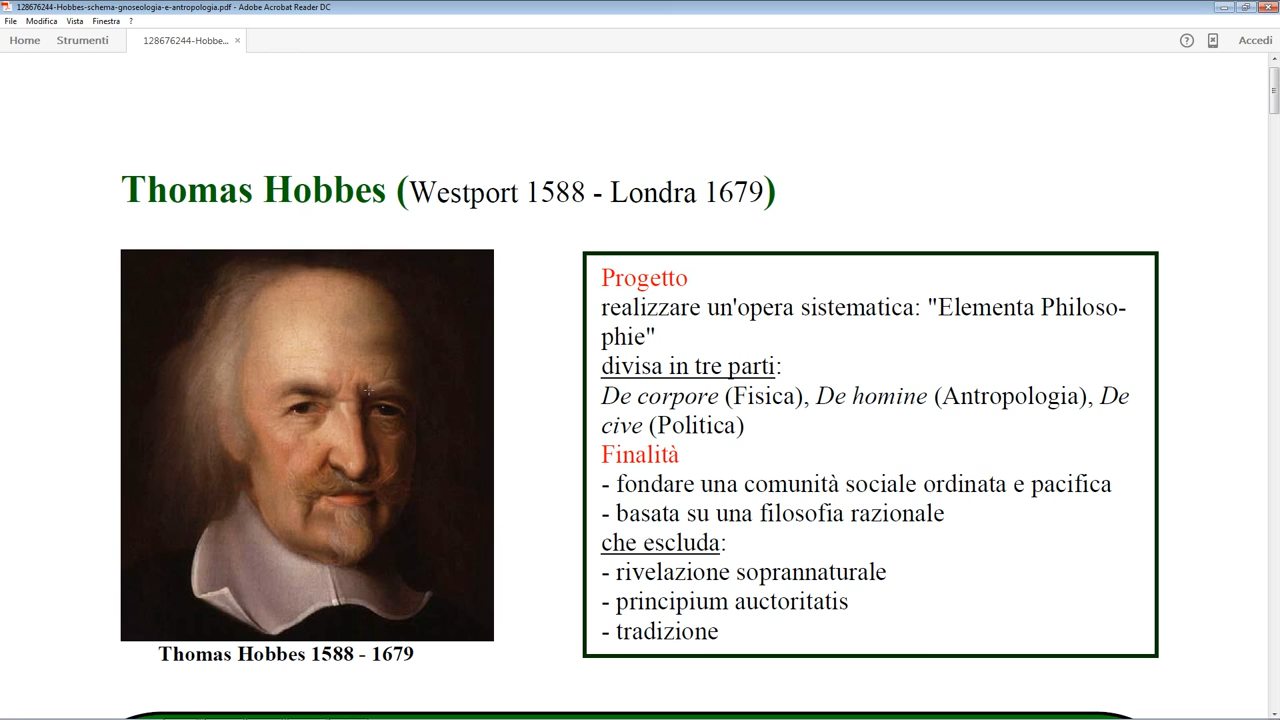 128676244-Hobbes-schema-gnoseologia-e-antropologia.pdf - Adobe Acrobat Reader DC
File Modifica Vista Finestra ?
Home Strumenti 128676244-Hobbe... × ? Accedi
Thomas Hobbes (Westport 1588 - Londra 1679)
Progetto
realizzare un'opera sistematica: "Elementa Philoso-
phie"
divisa in tre parti:
De corpore (Fisica), De homine (Antropologia), De
cive (Politica)
Finalità
- fondare una comunità sociale ordinata e pacifica
- basata su una filosofia razionale
che escluda:
- rivelazione soprannaturale
- principium auctoritatis
- tradizione
Thomas Hobbes 1588 - 1679